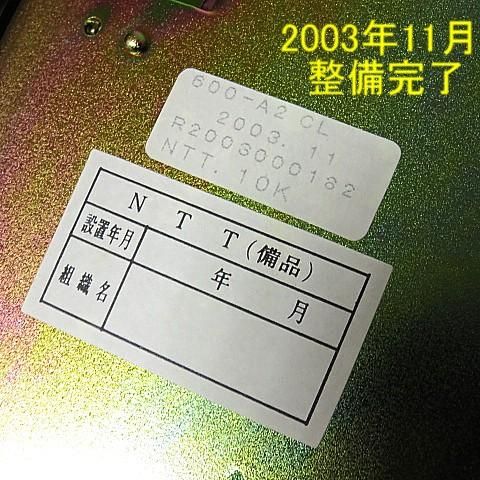 2003年11月
整備完了
600-A2 CL
2003. 11
R200S000182
NTT. 10K
N T T(備品)
設置年月 年 月
組織名